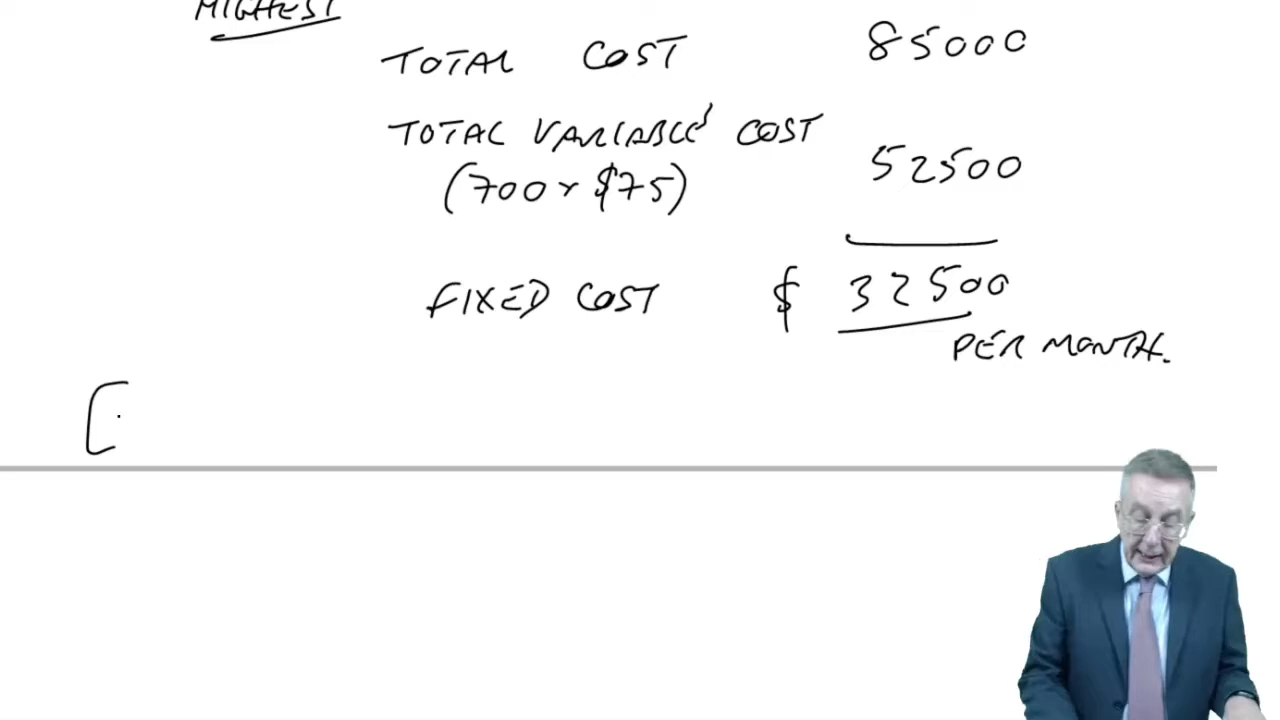 HIGHEST
TOTAL COST 85000
TOTAL VARIABLE COST
(700 x $75) 52500
FIXED COST $ 32500
PER MONTH.
[